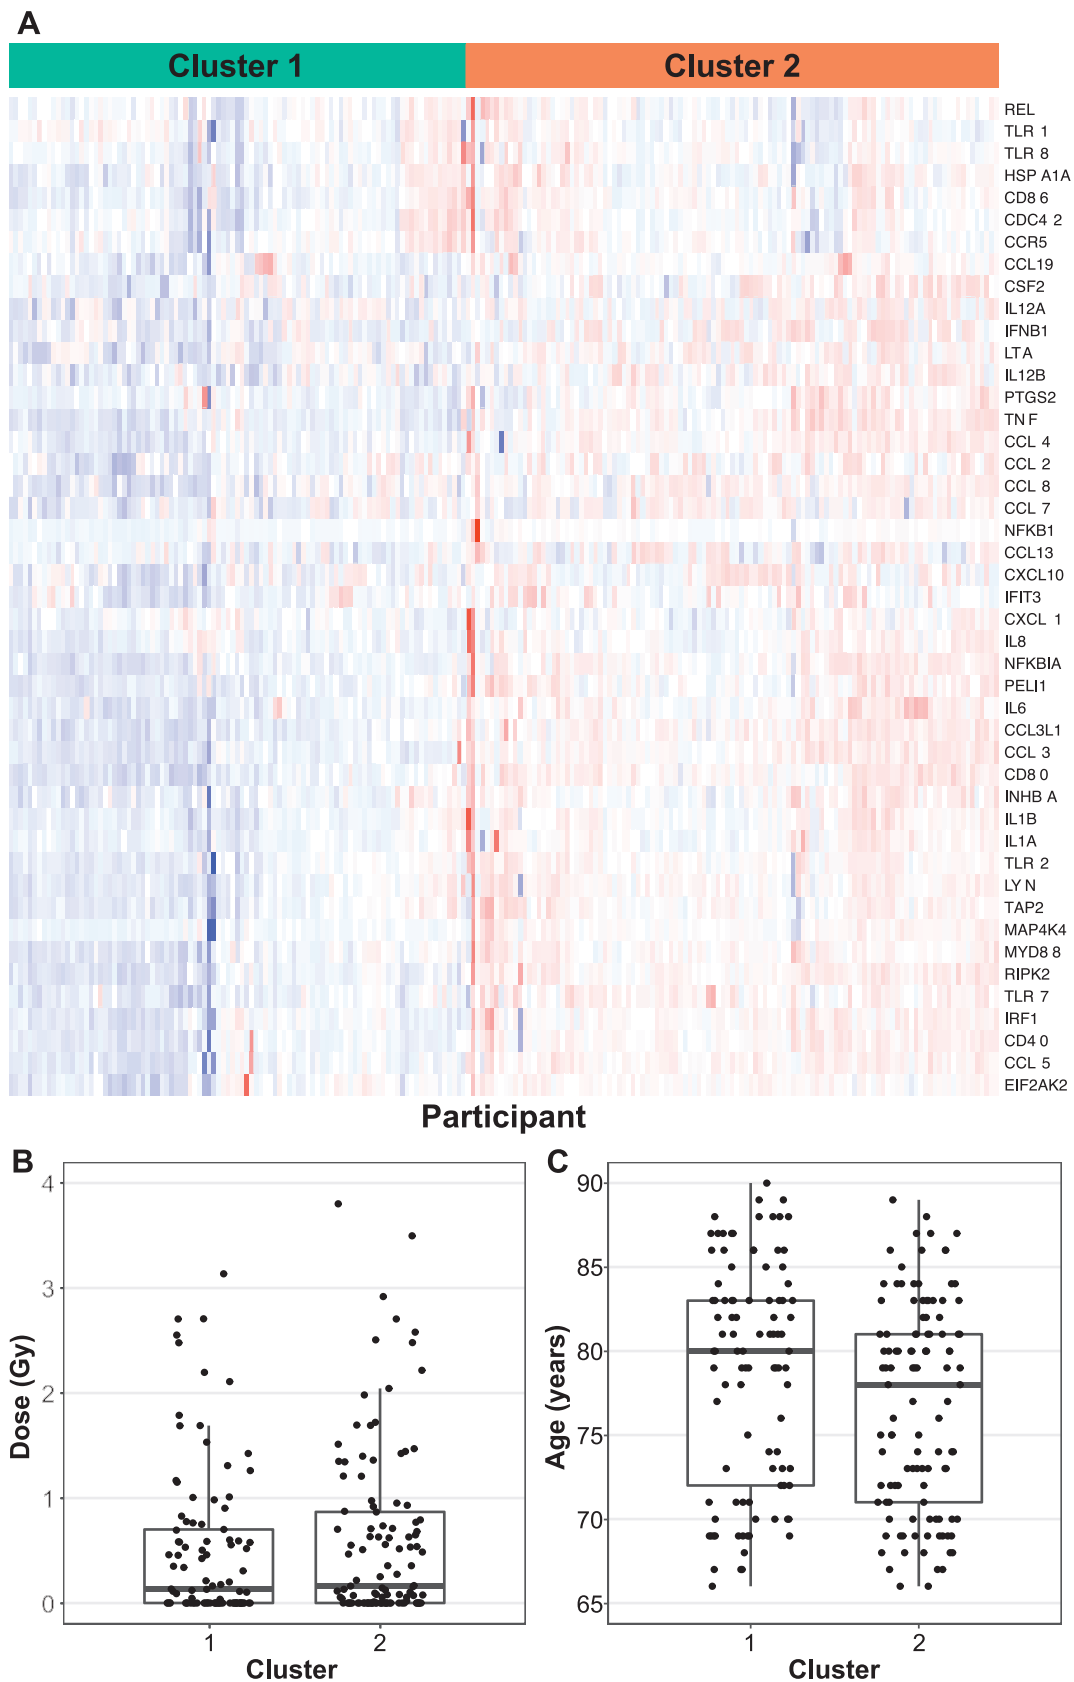 A
Cluster 1 Cluster 2
REL
TLR 1
TLR 8
HSP A1A
CD8 6
CDC4 2
CCR5
CCL19
CSF2
IL12A
IFNB1
LTA
IL12B
PTGS2
TN F
CCL 4
CCL 2
CCL 8
CCL 7
NFKB1
CCL13
CXCL10
IFIT3
CXCL 1
IL8
NFKBIA
PELI1
IL6
CCL3L1
CCL 3
CD8 0
INHB A
IL1B
IL1A
TLR 2
LY N
TAP2
MAP4K4
MYD8 8
RIPK2
TLR 7
IRF1
CD4 0
CCL 5
EIF2AK2
Participant
B
4
3
2
1
0
Dose (Gy)
1 2
Cluster
C
90
85
80
75
70
65
Age (years)
1 2
Cluster